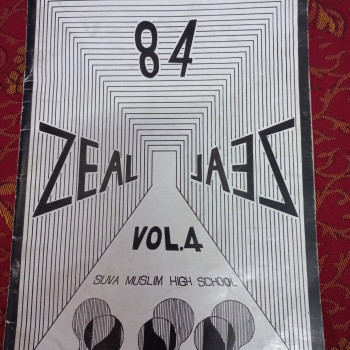 84
ZEAL ZEAL
VOL.4
SUVA MUSLIM HIGH SCHOOL